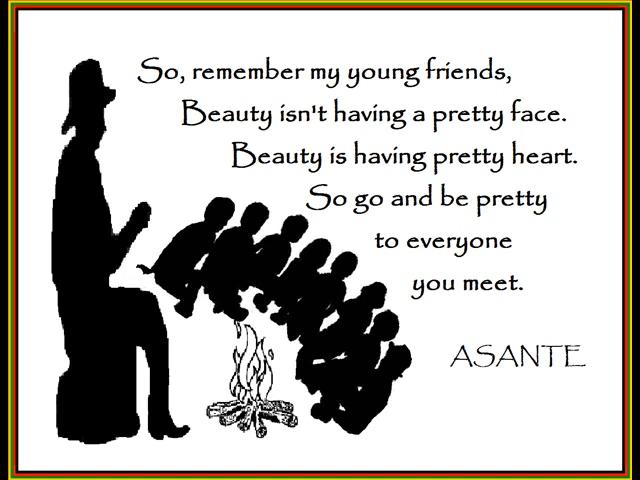 So, remember my young friends,
Beauty isn't having a pretty face.
Beauty is having pretty heart.
So go and be pretty
to everyone
you meet.
ASANTE